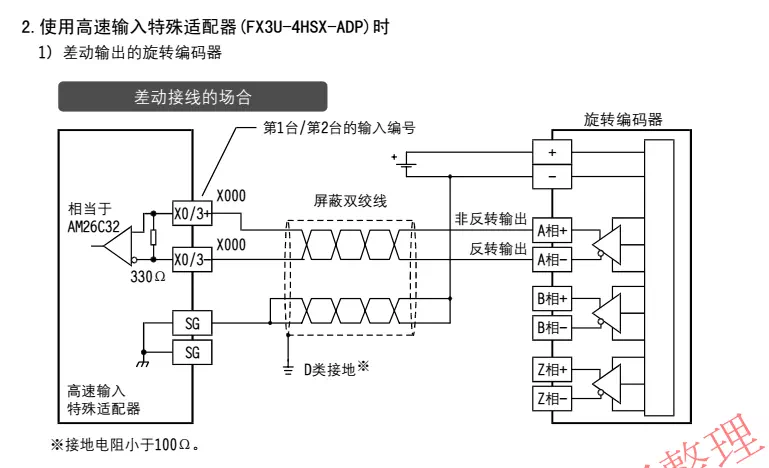 2. 使用高速输入特殊适配器(FX3U-4HSX-ADP)时
1) 差动输出的旋转编码器
差动接线的场合
第1台/第2台的输入编号
旋转编码器
+
+
-
相当于
AM26C32
X000
X0/3+
屏蔽双绞线
非反转输出
A相+
X000
X0/3-
反转输出
A相-
330Ω
B相+
SG
B相-
SG
D类接地※
Z相+
Z相-
高速输入
特殊适配器
※接地电阻小于100Ω。
整理